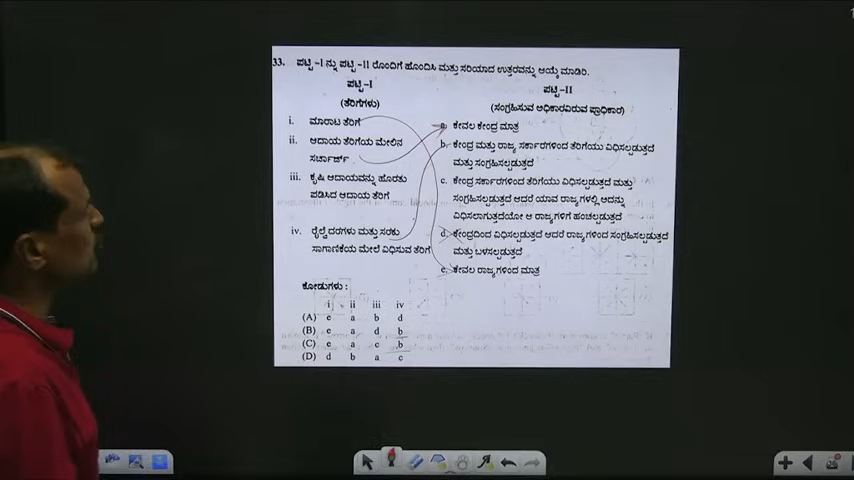 33. ಪಟ್ಟಿ -I ನ್ನು ಪಟ್ಟಿ -II ರೊಂದಿಗೆ ಹೊಂದಿಸಿ ಮತ್ತು ಸರಿಯಾದ ಉತ್ತರವನ್ನು ಆಯ್ಕೆ ಮಾಡಿರಿ.
ಪಟ್ಟಿ-I ಪಟ್ಟಿ-II
(ತೆರಿಗೆಗಳು) (ಸಂಗ್ರಹಿಸುವ ಅಧಿಕಾರವಿರುವ ಪ್ರಾಧಿಕಾರ)
i. ಮಾರಾಟ ತೆರಿಗೆ a. ಕೇವಲ ಕೇಂದ್ರ ಮಾತ್ರ
ii. ಆದಾಯ ತೆರಿಗೆಯ ಮೇಲಿನ b. ಕೇಂದ್ರ ಮತ್ತು ರಾಜ್ಯ ಸರ್ಕಾರಗಳಿಂದ ತೆರಿಗೆಯು ವಿಧಿಸಲ್ಪಡುತ್ತದೆ
ಸರ್ಚಾರ್ಜ್ ಮತ್ತು ಸಂಗ್ರಹಿಸಲ್ಪಡುತ್ತದೆ
iii. ಕೃಷಿ ಆದಾಯವನ್ನು ಹೊರತು c. ಕೇಂದ್ರ ಸರ್ಕಾರಗಳಿಂದ ತೆರಿಗೆಯು ವಿಧಿಸಲ್ಪಡುತ್ತದೆ ಮತ್ತು
ಪಡಿಸಿದ ಆದಾಯ ತೆರಿಗೆ ಸಂಗ್ರಹಿಸಲ್ಪಡುತ್ತದೆ ಆದರೆ ಯಾವ ರಾಜ್ಯಗಳಲ್ಲಿ ಅದನ್ನು
ವಿಧಿಸಲಾಗುತ್ತದೆಯೋ ಆ ರಾಜ್ಯಗಳಿಗೆ ಹಂಚಲ್ಪಡುತ್ತದೆ
iv. ರೈಲ್ವೆ ದರಗಳು ಮತ್ತು ಸರಕು d. ಕೇಂದ್ರದಿಂದ ವಿಧಿಸಲ್ಪಡುತ್ತದೆ ಆದರೆ ರಾಜ್ಯಗಳಿಂದ ಸಂಗ್ರಹಿಸಲ್ಪಡುತ್ತದೆ
ಸಾಗಾಣಿಕೆಯ ಮೇಲೆ ವಿಧಿಸುವ ತೆರಿಗೆ ಮತ್ತು ಬಳಸಲ್ಪಡುತ್ತದೆ
e. ಕೇವಲ ರಾಜ್ಯಗಳಿಂದ ಮಾತ್ರ
ಕೋಡುಗಳು :
i ii iii iv
(A) e a b d
(B) e a d b
(C) e a c b
(D) d b a c